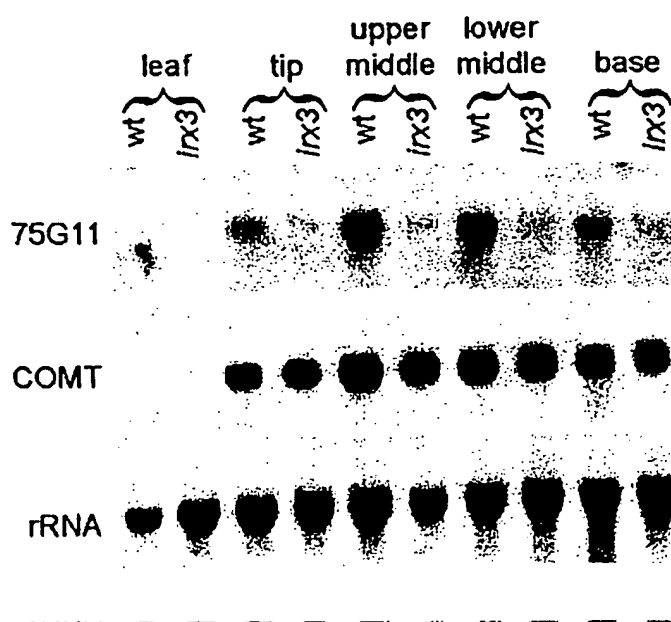 upper lower
leaf tip middle middle base
wt lrx3 wt lrx3 wt lrx3 wt lrx3 wt lrx3
75G11
COMT
rRNA